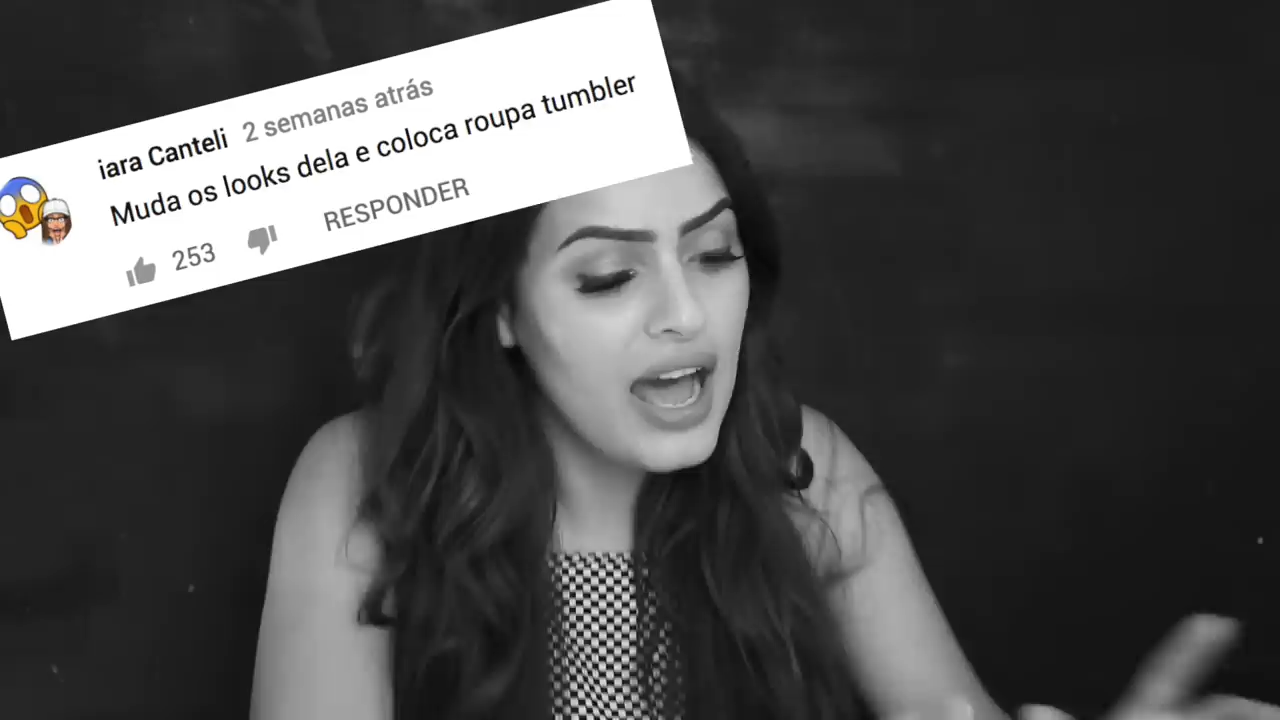 iara Canteli 2 semanas atrás
Muda os looks dela e coloca roupa tumbler
253 RESPONDER